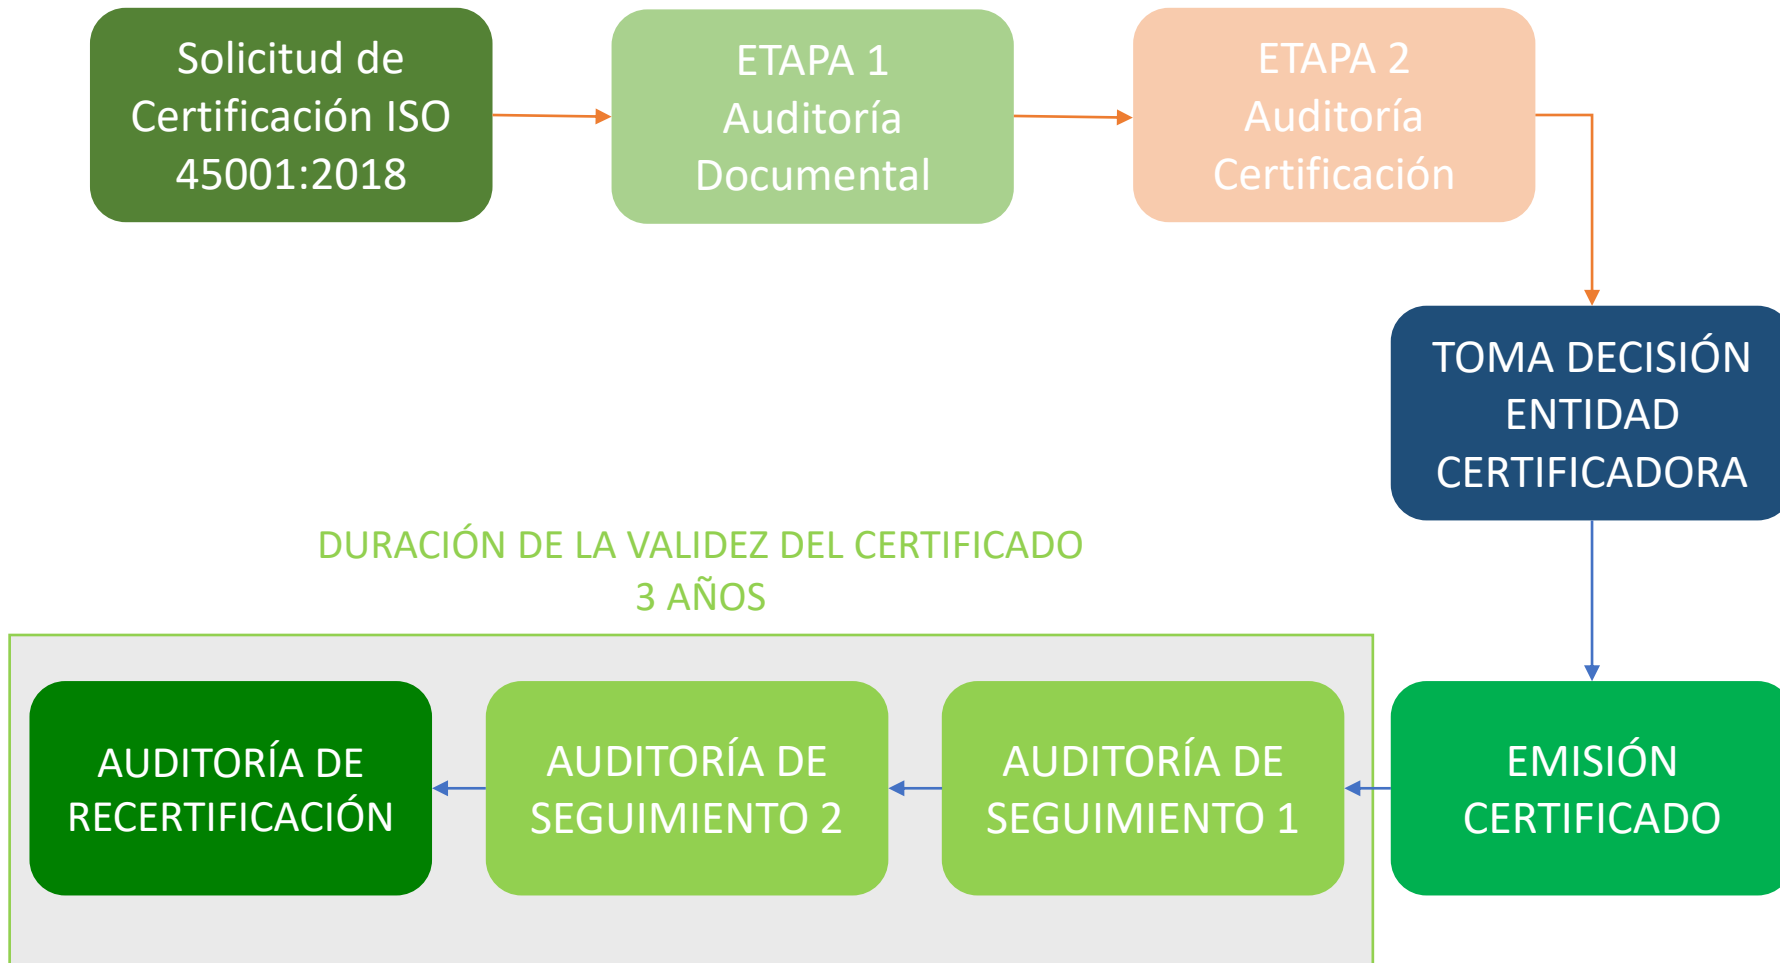 Solicitud de
Certificación ISO
45001:2018
ETAPA 1
Auditoría
Documental
ETAPA 2
Auditoría
Certificación
TOMA DECISIÓN
ENTIDAD
CERTIFICADORA
DURACIÓN DE LA VALIDEZ DEL CERTIFICADO
3 AÑOS
EMISIÓN
CERTIFICADO
AUDITORÍA DE
SEGUIMIENTO 1
AUDITORÍA DE
SEGUIMIENTO 2
AUDITORÍA DE
RECERTIFICACIÓN